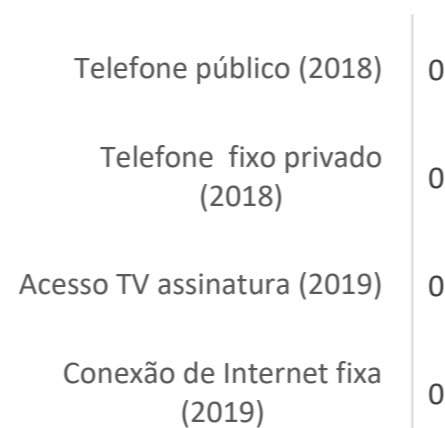 Telefone público (2018) 0
Telefone fixo privado
(2018) 0
Acesso TV assinatura (2019) 0
Conexão de Internet fixa
(2019) 0